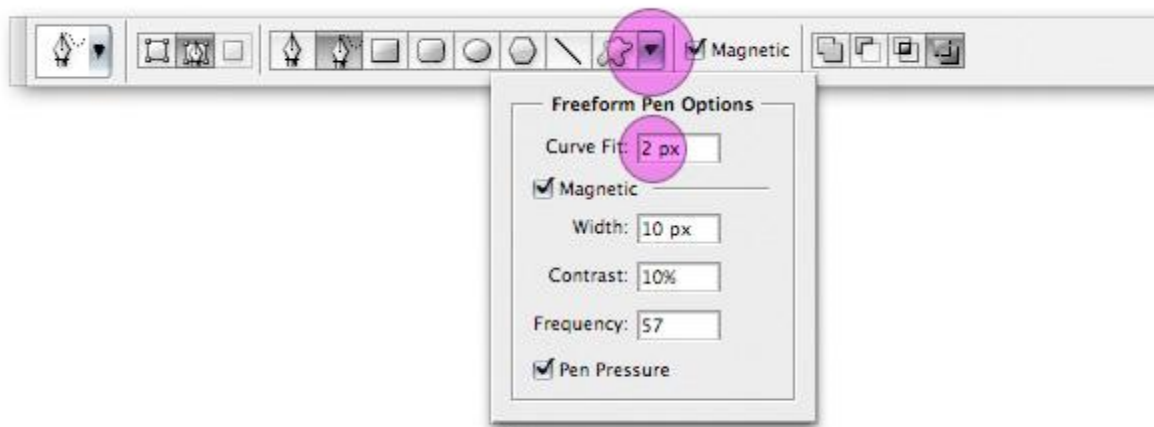 Magnetic
Freeform Pen Options
Curve Fit: 2 px
Magnetic
Width: 10 px
Contrast: 10%
Frequency: 57
Pen Pressure